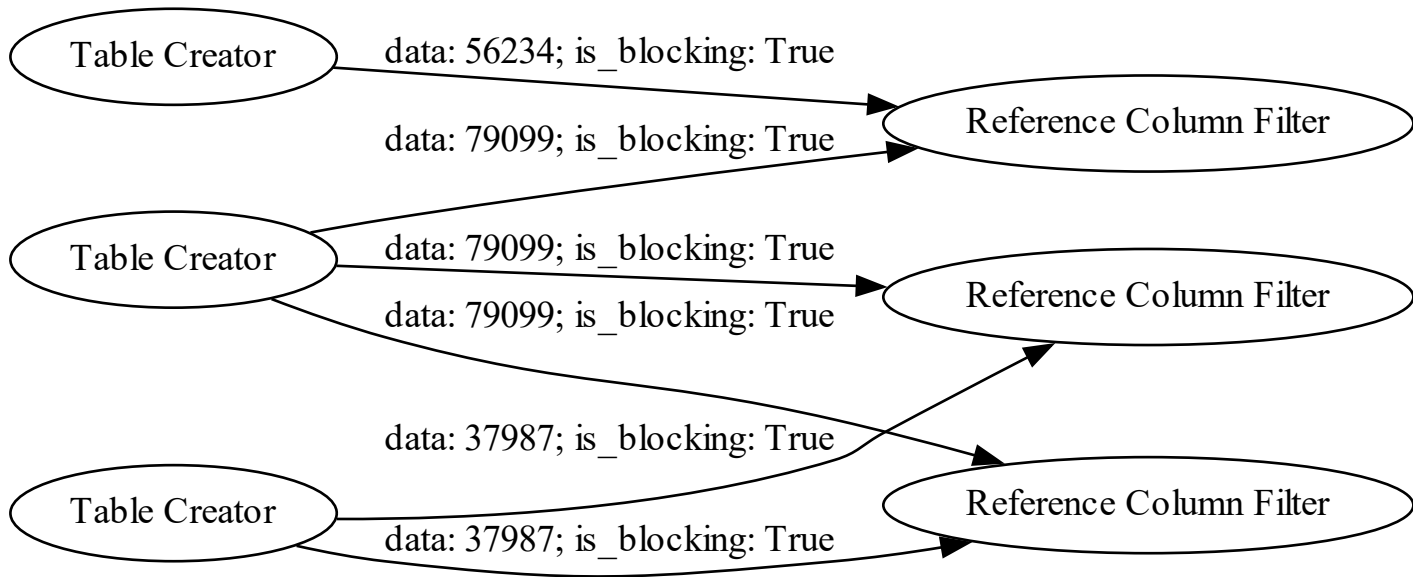 Table Creator
data: 56234; is_blocking: True
Reference Column Filter
data: 79099; is_blocking: True
Table Creator
data: 79099; is_blocking: True
Reference Column Filter
data: 79099; is_blocking: True
data: 37987; is_blocking: True
Table Creator
Reference Column Filter
data: 37987; is_blocking: True